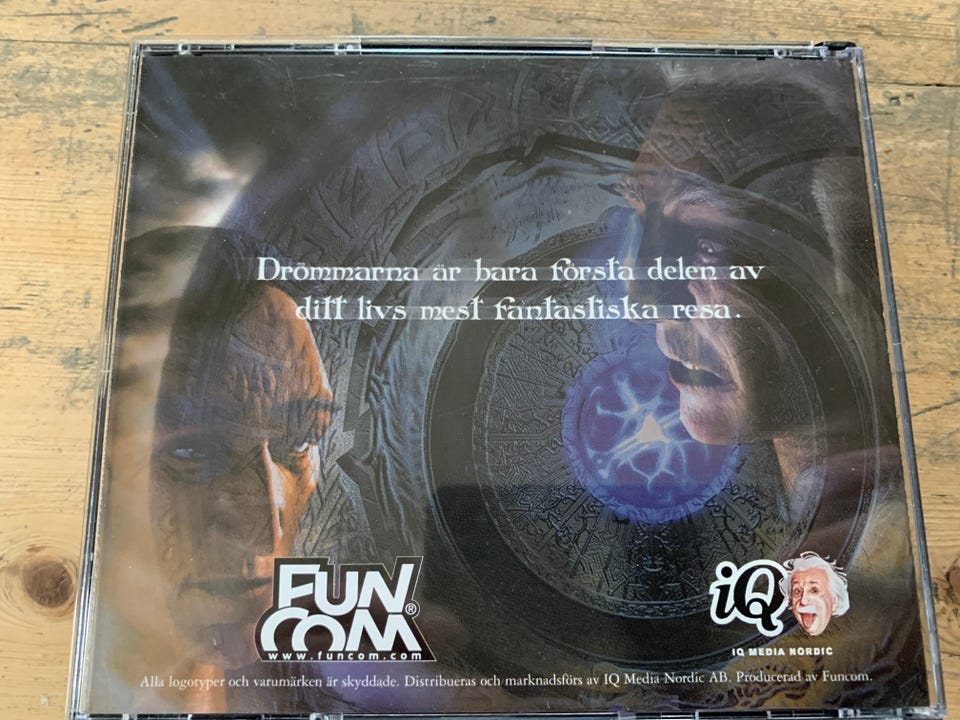 Drömmarna är bara första delen av
ditt livs mest fantastiska resa.
FUN
COM®
www.funcom.com
iQ
IQ MEDIA NORDIC
Alla logotyper och varumärken är skyddade. Distribueras och marknadsförs av IQ Media Nordic AB. Producerad av Funcom.